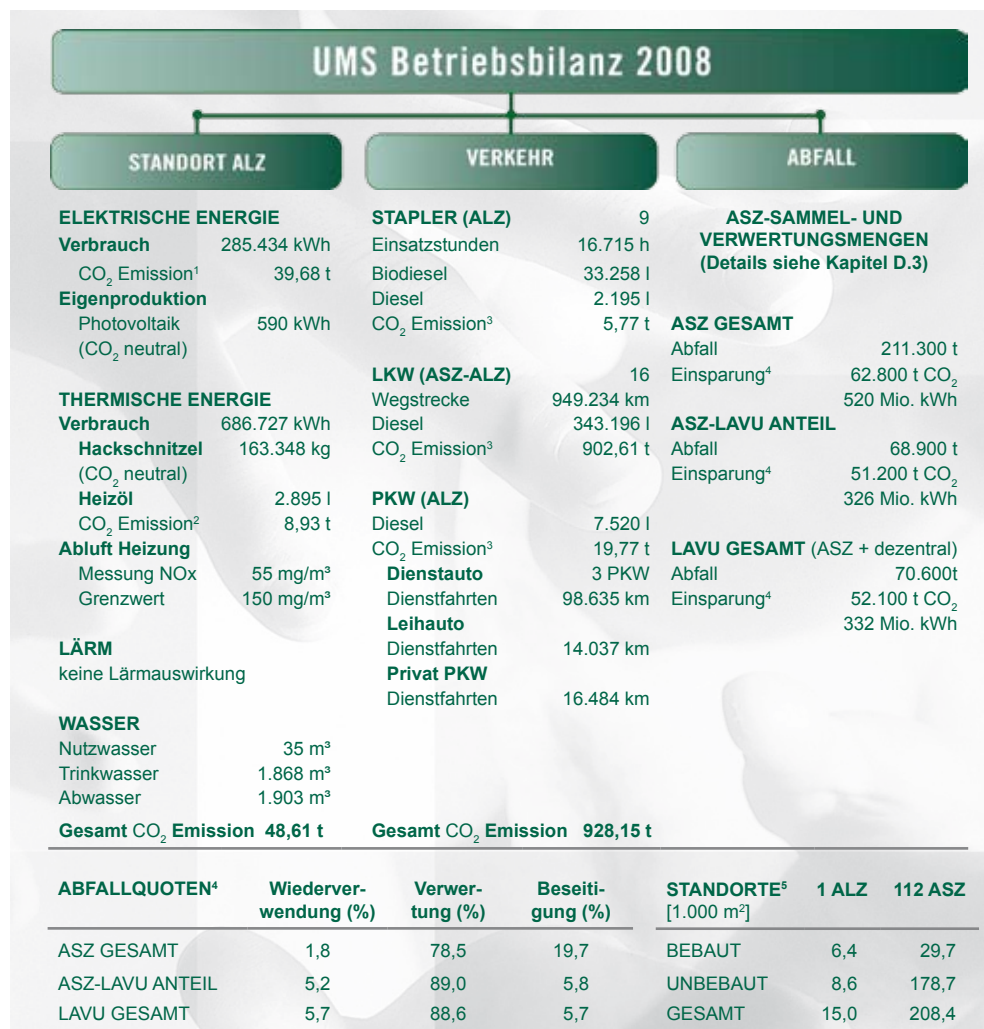 UMS Betriebsbilanz 2008
STANDORT ALZ
ELEKTRISCHE ENERGIE
Verbrauch 285.434 kWh
CO₂ Emission¹ 39,68 t
Eigenproduktion
Photovoltaik 590 kWh
(CO₂ neutral)
THERMISCHE ENERGIE
Verbrauch 686.727 kWh
Hackschnitzel 163.348 kg
(CO₂ neutral)
Heizöl 2.895 l
CO₂ Emission² 8,93 t
Abluft Heizung
Messung NOx 55 mg/m³
Grenzwert 150 mg/m³
LÄRM
keine Lärmauswirkung
WASSER
Nutzwasser 35 m³
Trinkwasser 1.868 m³
Abwasser 1.903 m³
Gesamt CO₂ Emission 48,61 t
VERKEHR
STAPLER (ALZ) 9
Einsatzstunden 16.715 h
Biodiesel 33.258 l
Diesel 2.195 l
CO₂ Emission³ 5,77 t
LKW (ASZ-ALZ) 16
Wegstrecke 949.234 km
Diesel 343.196 l
CO₂ Emission³ 902,61 t
PKW (ALZ)
Diesel 7.520 l
CO₂ Emission³ 19,77 t
Dienstauto 3 PKW
Dienstfahrten 98.635 km
Leihauto
Dienstfahrten 14.037 km
Privat PKW
Dienstfahrten 16.484 km
Gesamt CO₂ Emission 928,15 t
ABFALL
ASZ-SAMMEL- UND
VERWERTUNGSMENGEN
(Details siehe Kapitel D.3)
ASZ GESAMT
Abfall 211.300 t
Einsparung⁴ 62.800 t CO₂
520 Mio. kWh
ASZ-LAVU ANTEIL
Abfall 68.900 t
Einsparung⁴ 51.200 t CO₂
326 Mio. kWh
LAVU GESAMT (ASZ + dezentral)
Abfall 70.600t
Einsparung⁴ 52.100 t CO₂
332 Mio. kWh
ABFALLQUOTEN⁴ Wiederver- Verwer- Beseiti-
wendung (%) tung (%) gung (%)
ASZ GESAMT 1,8 78,5 19,7
ASZ-LAVU ANTEIL 5,2 89,0 5,8
LAVU GESAMT 5,7 88,6 5,7
STANDORTE⁵ 1 ALZ 112 ASZ
[1.000 m²]
BEBAUT 6,4 29,7
UNBEBAUT 8,6 178,7
GESAMT 15,0 208,4